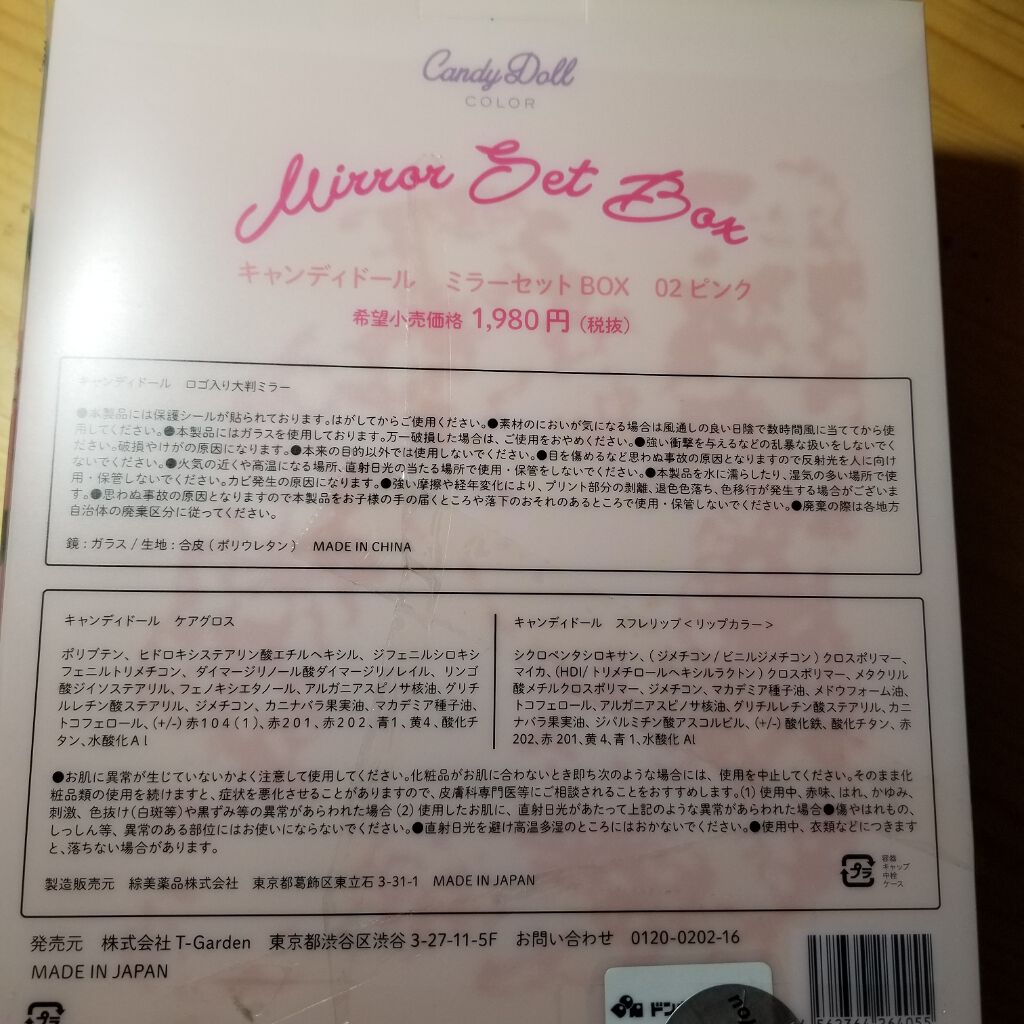 Candy Doll
COLOR
Mirror Set Box
キャンディドール ミラーセットBOX 02ピンク
希望小売価格 1,980円(税抜)
キャンディドール ロゴ入り大判ミラー
●本製品には保護シールが貼られております。はがしてからご使用ください。●素材のにおいが気になる場合は風通しの良い日陰で数時間風に当ててから使
用してください。●本製品にはガラスを使用しております。万一破損した場合は、ご使用をおやめください。●強い衝撃を与えるなどの乱暴な扱いをしないでく
ださい。破損やけがの原因になります。●本来の目的以外では使用しないでください。●目を傷めるなど思わぬ事故の原因となりますので反射光を人に向け
ないでください。●火気の近くや高温になる場所、直射日光の当たる場所で使用・保管をしないでください。●本製品を水に濡らしたり、湿気の多い場所で使
用・保管しないでください。カビ発生の原因になります。●強い摩擦や経年変化により、プリント部分の剥離、退色色落ち、色移行が発生する場合がございま
す。●思わぬ事故の原因となりますので本製品をお子様の手の届くところや落下のおそれのあるところで使用・保管しないでください。●廃棄の際は各地方
自治体の廃棄区分に従ってください。
鏡:ガラス/生地:合皮(ポリウレタン) MADE IN CHINA
キャンディドール ケアグロス
ポリブテン、ヒドロキシステアリン酸エチルヘキシル、ジフェニルシロキシ
フェニルトリメチコン、ダイマージリノール酸ダイマージリノレイル、リンゴ
酸ジイソステアリル、フェノキシエタノール、アルガニアスピノサ核油、グリチ
ルレチン酸ステアリル、ジメチコン、カニナバラ果実油、マカデミア種子油、
トコフェロール、(+/-)赤104(1)、赤201、赤202、青1、黄4、酸化チ
タン、水酸化Al
キャンディドール スフレリップ<リップカラー>
シクロペンタシロキサン、(ジメチコン/ビニルジメチコン)クロスポリマー、
マイカ、(HDI/トリメチロールヘキシルラクトン)クロスポリマー、メタクリル
酸メチルクロスポリマー、ジメチコン、マカデミア種子油、メドウフォーム油、
トコフェロール、アルガニアスピノサ核油、グリチルレチン酸ステアリル、カニ
ナバラ果実油、ジパルミチン酸アスコルビル、(+/-)酸化鉄、酸化チタン、赤
202、赤201、黄4、青1、水酸化Al
●お肌に異常が生じていないかよく注意して使用してください。化粧品がお肌に合わないとき即ち次のような場合には、使用を中止してください。そのまま化
粧品類の使用を続けますと、症状を悪化させることがありますので、皮膚科専門医等にご相談されることをおすすめします。(1)使用中、赤味、はれ、かゆみ、
刺激、色抜け(白斑等)や黒ずみ等の異常があらわれた場合(2)使用したお肌に、直射日光があたって上記のような異常があらわれた場合●傷やはれもの、
しっしん等、異常のある部位にはお使いにならないでください。●直射日光を避け高温多湿のところにはおかないでください。●使用中、衣類などにつきます
と、落ちない場合があります。
プラ
容器
キャップ
中栓
ケース
製造販売元 綜美薬品株式会社 東京都葛飾区東立石3-31-1 MADE IN JAPAN
発売元 株式会社T-Garden 東京都渋谷区渋谷3-27-11-5F お問い合わせ 0120-0202-16
MADE IN JAPAN
プラ
ドン